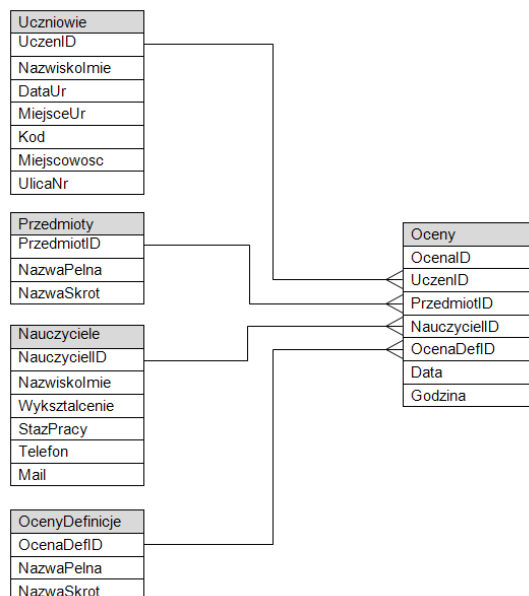 Uczniowie
UczenID
NazwiskoImie
DataUr
MiejsceUr
Kod
Miejscowosc
UlicaNr
Przedmioty
PrzedmiotID
NazwaPelna
NazwaSkrot
Nauczyciele
NauczycielID
NazwiskoImie
Wyksztalcenie
StazPracy
Telefon
Mail
OcenyDefinicje
OcenaDefID
NazwaPelna
NazwaSkrot
Oceny
OcenaID
UczenID
PrzedmiotID
NauczycielID
OcenaDefID
Data
Godzina